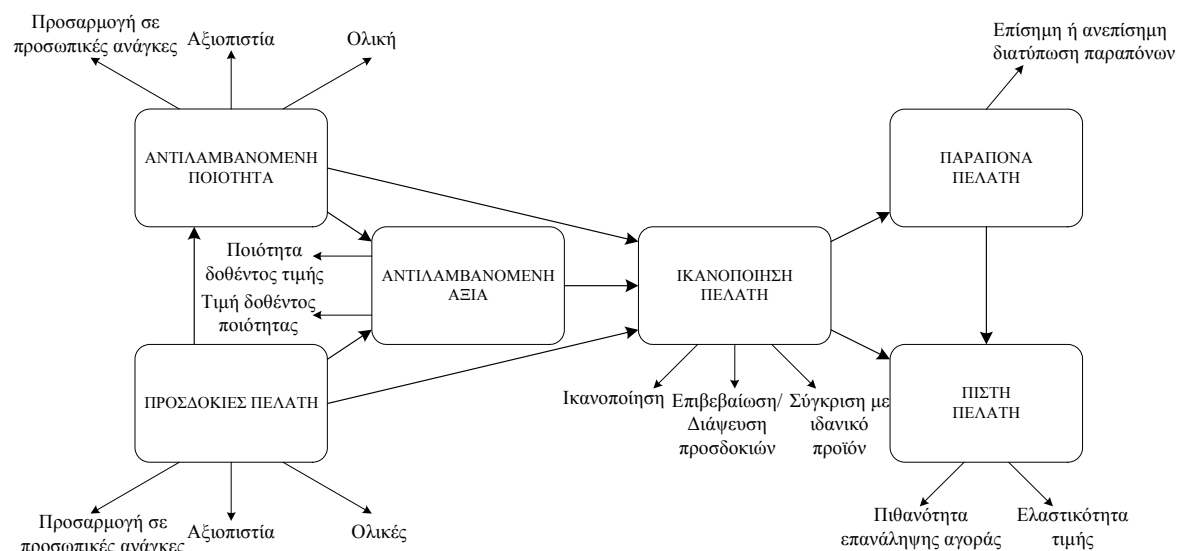 Προσαρμογή σε
προσωπικές ανάγκες
Αξιοπιστία
Ολική
Επίσημη ή ανεπίσημη
διατύπωση παραπόνων
ΑΝΤΙΛΑΜΒΑΝΟΜΕΝΗ
ΠΟΙΟΤΗΤΑ
ΠΑΡΑΠΟΝΑ
ΠΕΛΑΤΗ
Ποιότητα
δοθέντος τιμής
Τιμή δοθέντος
ποιότητας
ΑΝΤΙΛΑΜΒΑΝΟΜΕΝΗ
ΑΞΙΑ
ΙΚΑΝΟΠΟΙΗΣΗ
ΠΕΛΑΤΗ
ΠΡΟΣΔΟΚΙΕΣ ΠΕΛΑΤΗ
Ικανοποίηση
Επιβεβαίωση/
Διάψευση
προσδοκιών
Σύγκριση με
ιδανικό
προϊόν
ΠΙΣΤΗ
ΠΕΛΑΤΗ
Προσαρμογή σε
προσωπικές ανάγκες
Αξιοπιστία
Ολικές
Πιθανότητα
επανάληψης αγοράς
Ελαστικότητα
τιμής